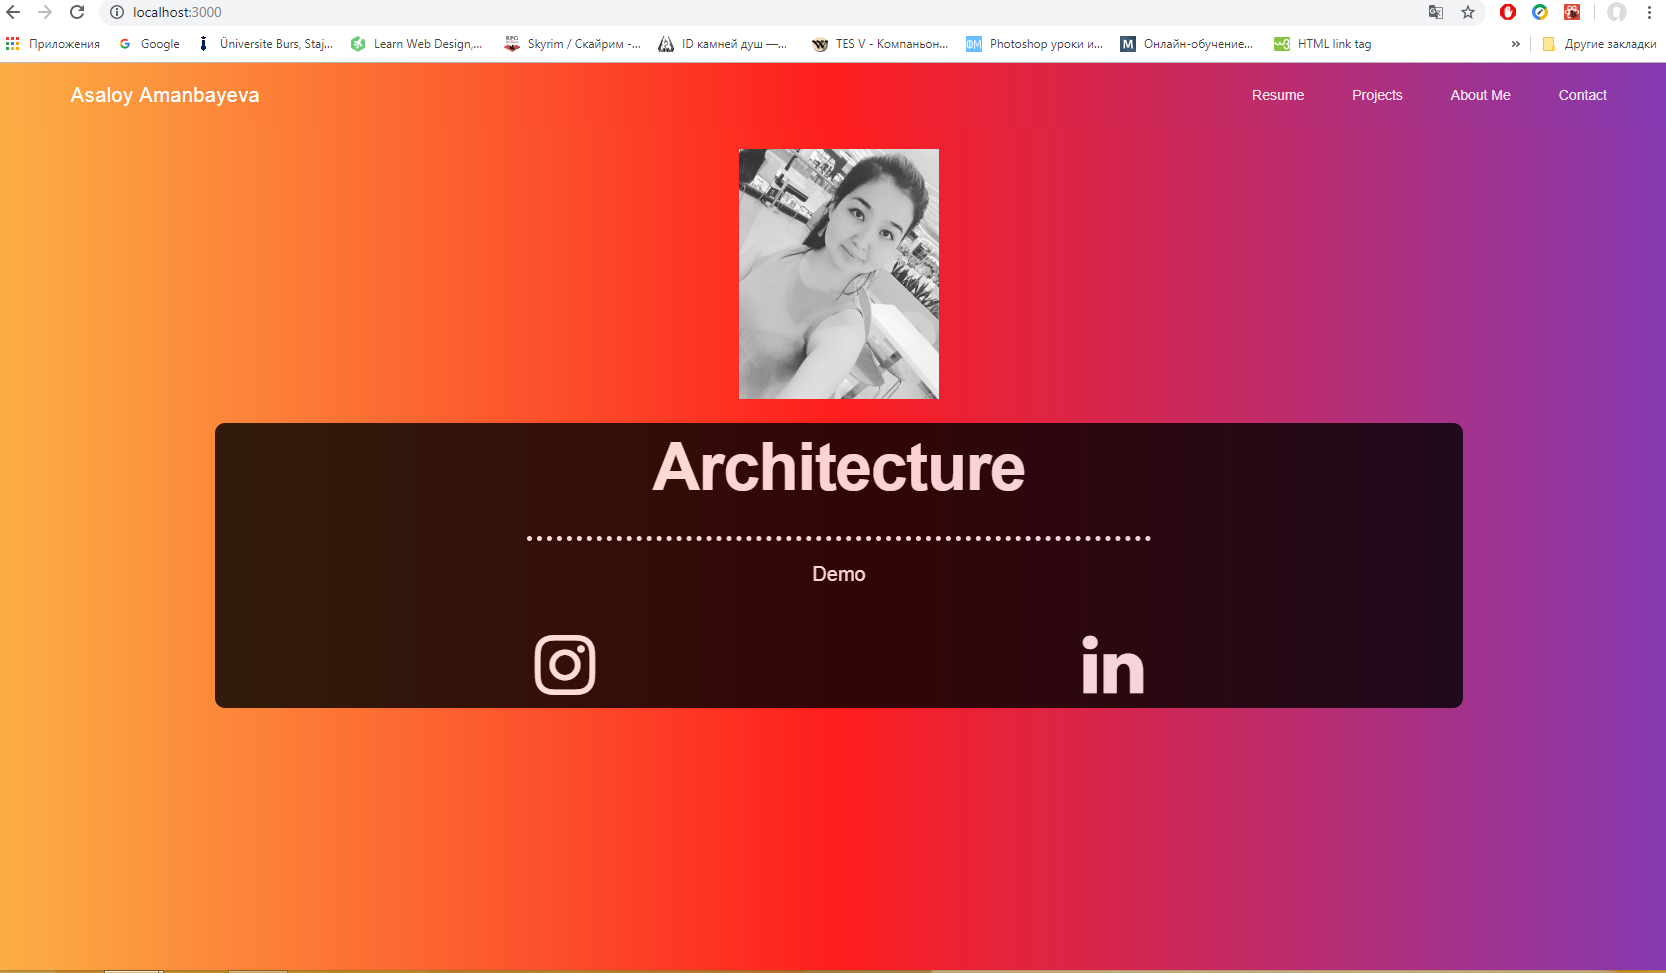 localhost:3000
Приложения Google Üniversite Burs, Staj... Learn Web Design,... Skyrim / Скайрим -... ID камней душ —... TES V - Компаньон... Photoshop уроки и... Онлайн-обучение... HTML link tag » Другие закладки
Asaloy Amanbayeva Resume Projects About Me Contact
Architecture
Demo
in